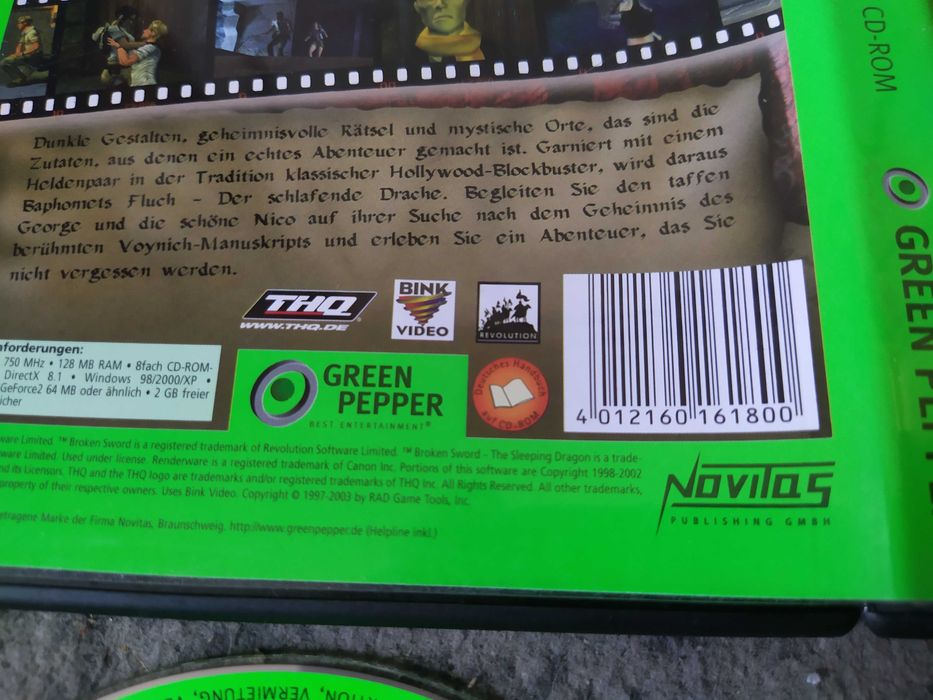 CD-ROM
GREEN PEPPER
Dunkle Gestalten, geheimnisvolle Rätsel und mystische Orte, das sind die
Zutaten, aus denen ein echtes Abenteuer gemacht ist. Garniert mit einem
Heldenpaar in der Tradition klassischer Hollywood-Blockbuster, wird daraus
Baphomets Fluch - Der schlafende Drache. Begleiten Sie den taffen
George und die schöne Nico auf ihrer Suche nach dem Geheimnis des
berühmten Voynich-Manuskripts und erleben Sie ein Abenteuer, das Sie
nicht vergessen werden.
THQ
WWW.THQ.DE
BINK
VIDEO
REVOLUTION
nforderungen:
750 MHz • 128 MB RAM • 8fach CD-ROM-
DirectX 8.1 • Windows 98/2000/XP •
GeForce2 64 MB oder ähnlich • 2 GB freier
icher
GREEN
PEPPER
BEST ENTERTAINMENT®
Deutsches Handbuch
auf CD-ROM
4 012160 161800
ware Limited. ™ Broken Sword is a registered trademark of Revolution Software Limited. ™ Broken Sword - The Sleeping Dragon is a trade-
ware Limited. Used under license. Renderware is a registered trademark of Canon Inc. Portions of this software are Copyright 1998-2002
nd its Licensors. THQ and the THQ logo are trademarks and/or registered trademarks of THQ Inc. All Rights Reserved. All other trademarks,
property of their respective owners. Uses Bink Video. Copyright © 1997-2003 by RAD Game Tools, Inc.
etragene Marke der Firma Novitas, Braunschweig. http://www.greenpepper.de (Helpline inkl.)
NOVITAS
PUBLISHING GMBH
KTION, VERMIETUNG, V